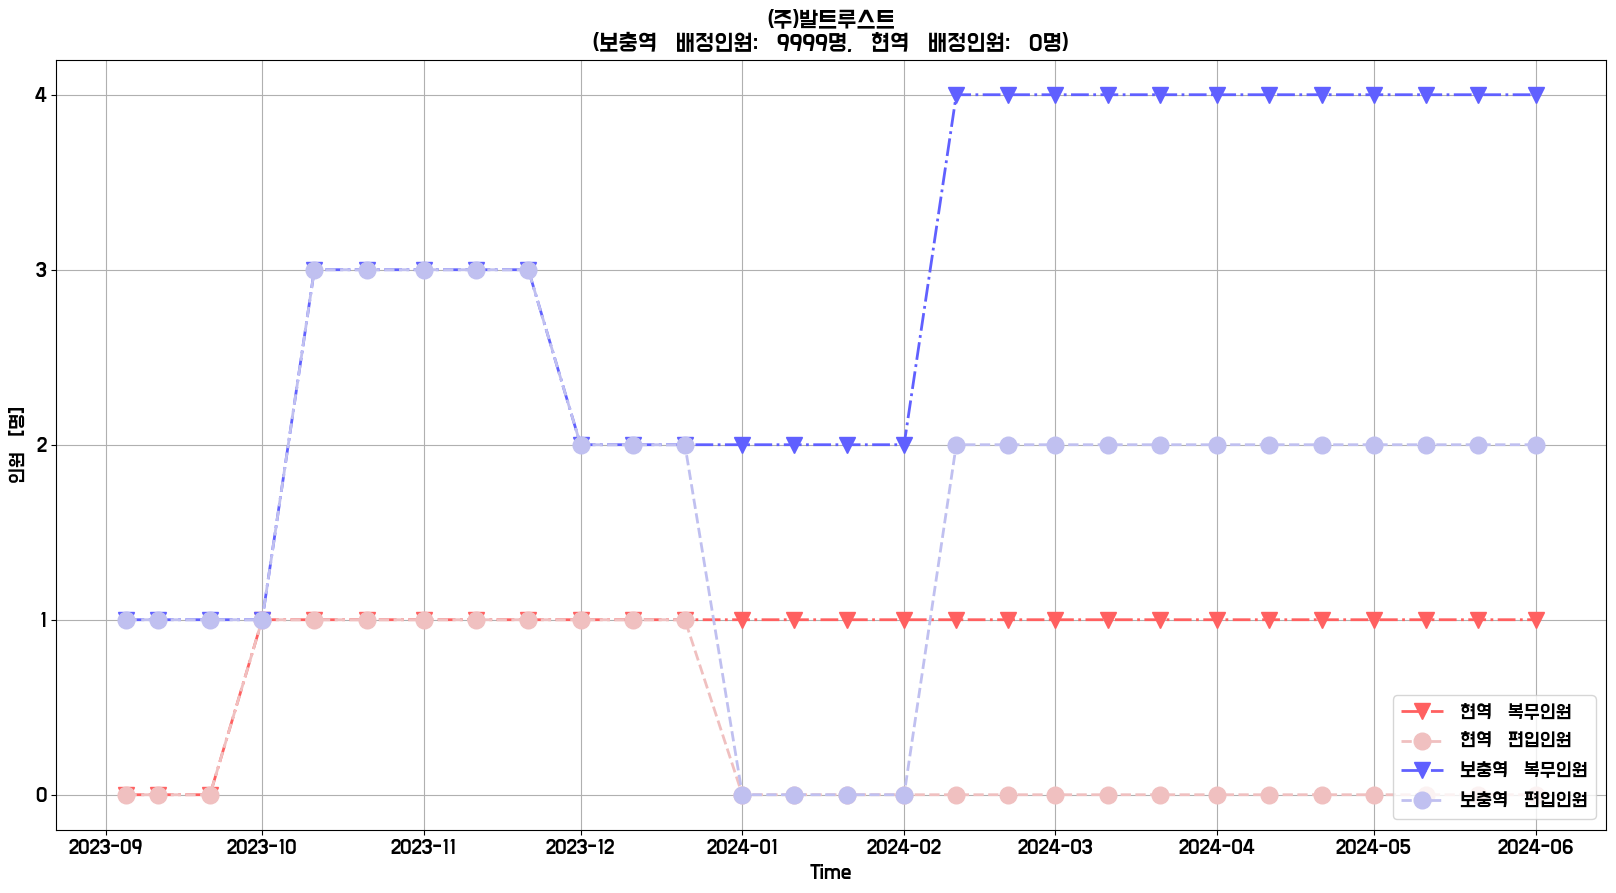 (주)발트루스트
(보충역 배정인원: 9999명, 현역 배정인원: 0명)
인원 [명]
4
3
2
1
0
현역 복무인원
현역 편입인원
보충역 복무인원
보충역 편입인원
2023-09 2023-10 2023-11 2023-12 2024-01 2024-02 2024-03 2024-04 2024-05 2024-06
Time